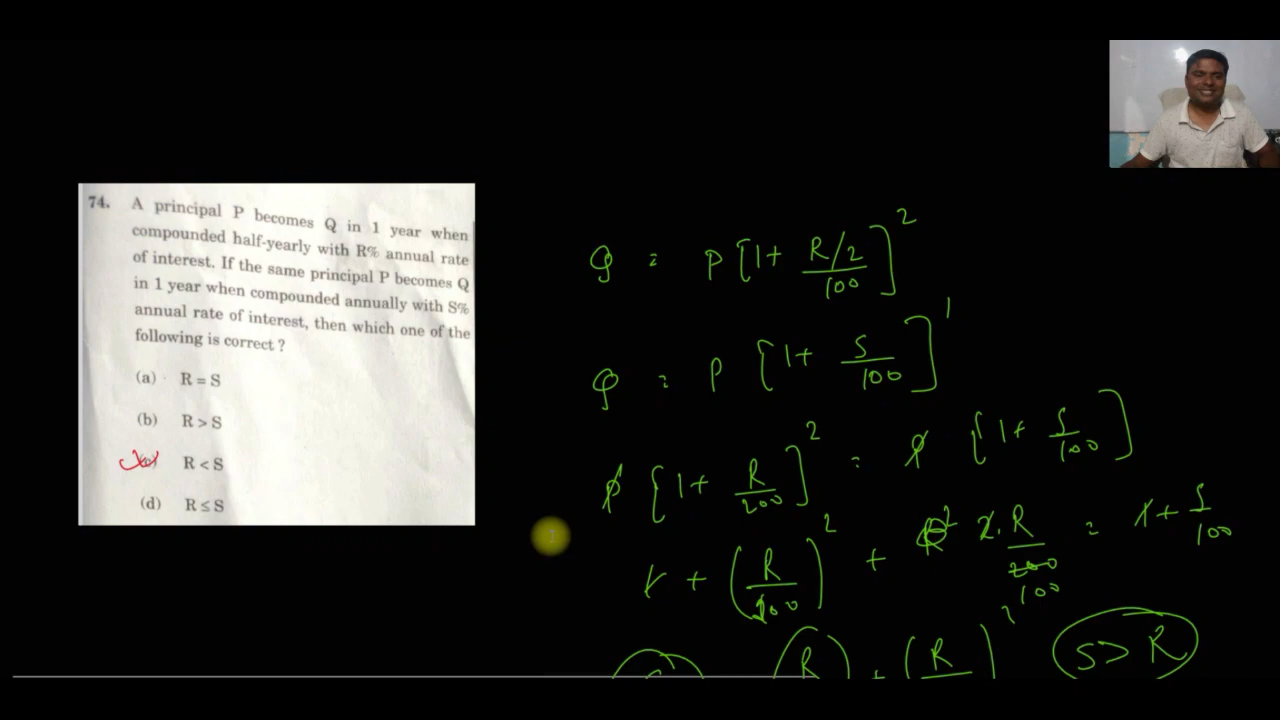 74. A principal P becomes Q in 1 year when
compounded half-yearly with R% annual rate
of interest. If the same principal P becomes Q
in 1 year when compounded annually with S%
annual rate of interest, then which one of the
following is correct ?
(a) R = S
(b) R > S
R < S
(d) R ≤ S
Q = P [1 + R/2 / 100]²
Q = P [1 + S/100]¹
P [1 + R/200]² = P [1 + S/100]
1 + (R/200)² + 2. R/200 100 = 1 + S/100
R + (R )² S > R